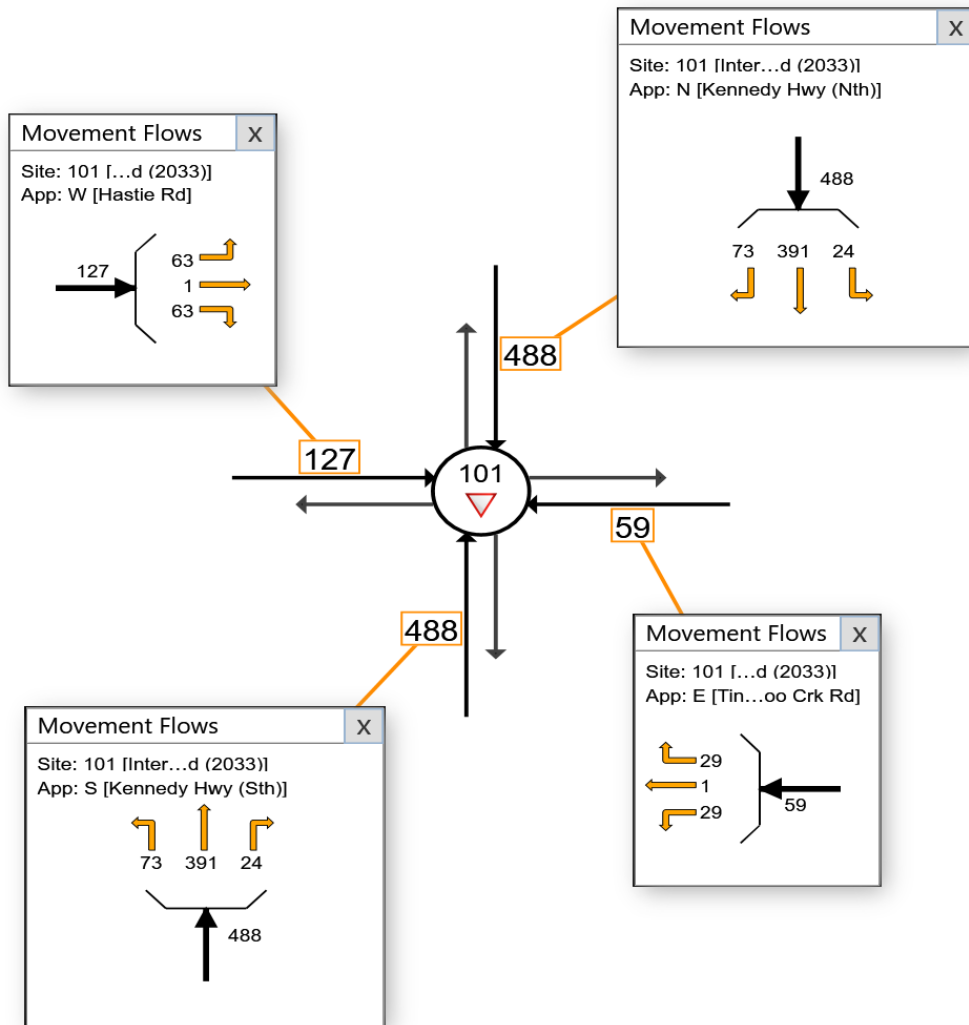 Movement Flows X
Site: 101 [Inter...d (2033)]
App: N [Kennedy Hwy (Nth)]
488
73 391 24
Movement Flows X
Site: 101 [...d (2033)]
App: W [Hastie Rd]
127
63
1
63
488
127
101
59
488
Movement Flows X
Site: 101 [...d (2033)]
App: E [Tin...oo Crk Rd]
29
1
29
59
Movement Flows X
Site: 101 [Inter...d (2033)]
App: S [Kennedy Hwy (Sth)]
73 391 24
488